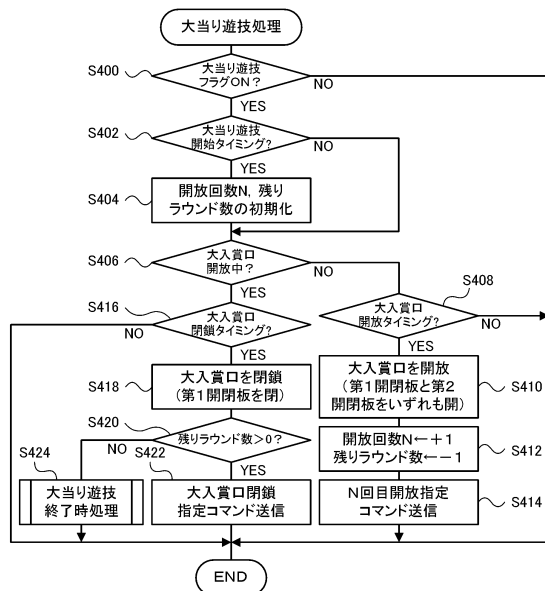 大当り遊技処理
S400
大当り遊技
フラグON？
NO
YES
S402
大当り遊技
開始タイミング?
NO
YES
S404
開放回数N, 残り
ラウンド数の初期化
S406
大入賞口
開放中？
NO
YES
S408
S416
大入賞口
閉鎖タイミング?
NO
YES
大入賞口
開放タイミング?
NO
YES
S418
大入賞口を閉鎖
(第1開閉板を閉)
大入賞口を開放
(第1開閉板と第2
開閉板をいずれも開)
S410
S420
残りラウンド数＞0？
NO
YES
開放回数N←＋1
残りラウンド数←－1
S412
S424
S422
大当り遊技
終了時処理
大入賞口閉鎖
指定コマンド送信
N回目開放指定
コマンド送信
S414
END